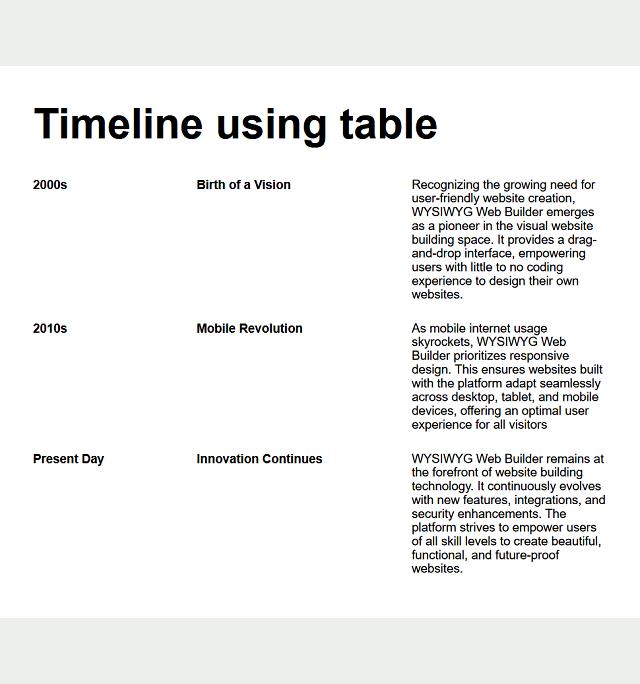 Timeline using table
2000s
Birth of a Vision
Recognizing the growing need for
user-friendly website creation,
WYSIWYG Web Builder emerges
as a pioneer in the visual website
building space. It provides a drag-
and-drop interface, empowering
users with little to no coding
experience to design their own
websites.
2010s
Mobile Revolution
As mobile internet usage
skyrockets, WYSIWYG Web
Builder prioritizes responsive
design. This ensures websites built
with the platform adapt seamlessly
across desktop, tablet, and mobile
devices, offering an optimal user
experience for all visitors
Present Day
Innovation Continues
WYSIWYG Web Builder remains at
the forefront of website building
technology. It continuously evolves
with new features, integrations, and
security enhancements. The
platform strives to empower users
of all skill levels to create beautiful,
functional, and future-proof
websites.